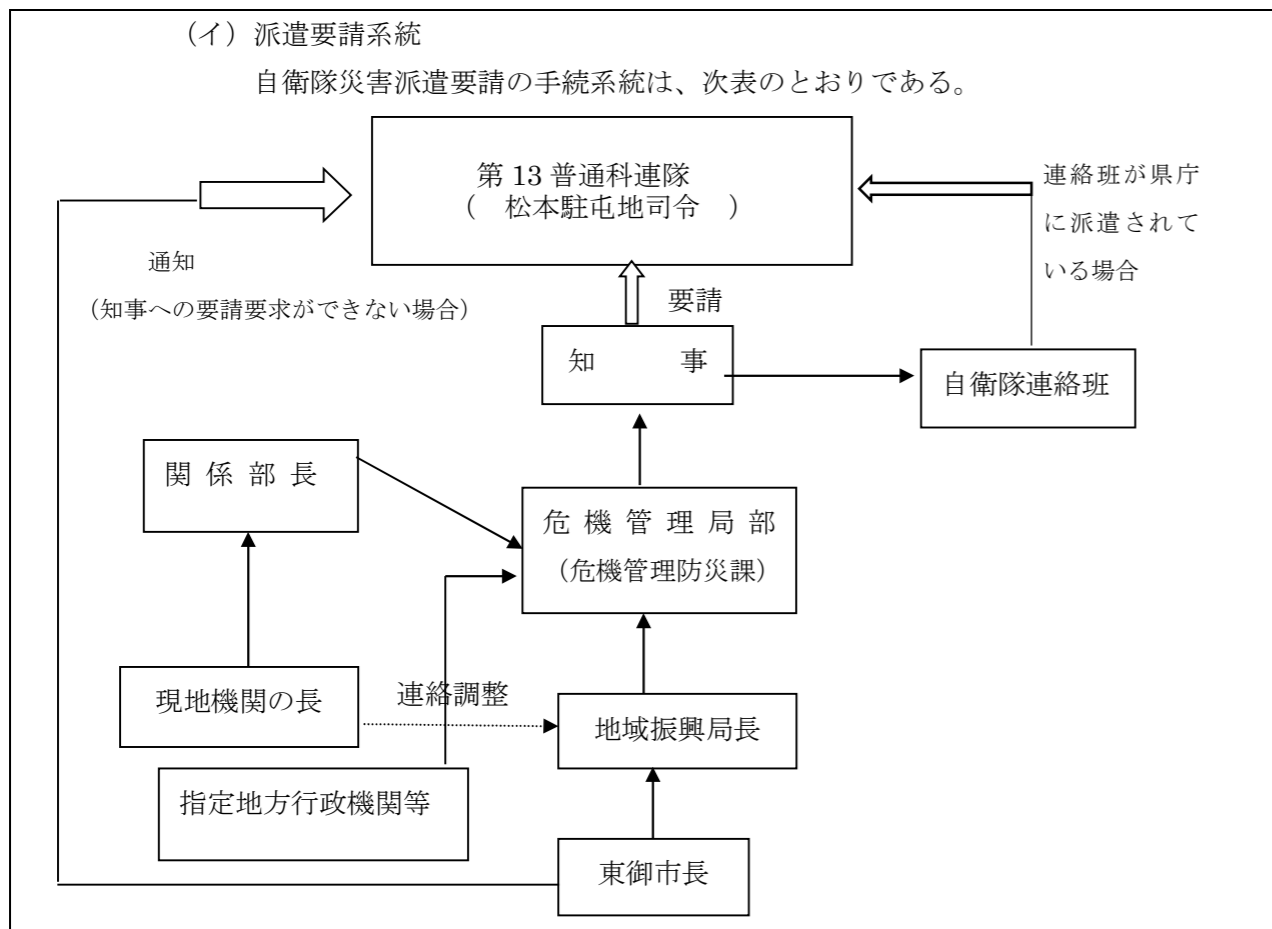 （イ）派遣要請系統
自衛隊災害派遣要請の手続系統は、次表のとおりである。
第 13 普通科連隊
（　松本駐屯地司令　）
連絡班が県庁
に派遣されて
いる場合
通知
（知事への要請要求ができない場合）
要請
知　　　事
自衛隊連絡班
関 係 部 長
危 機 管 理 局 部
（危機管理防災課）
現地機関の長
連絡調整
地域振興局長
指定地方行政機関等
東御市長